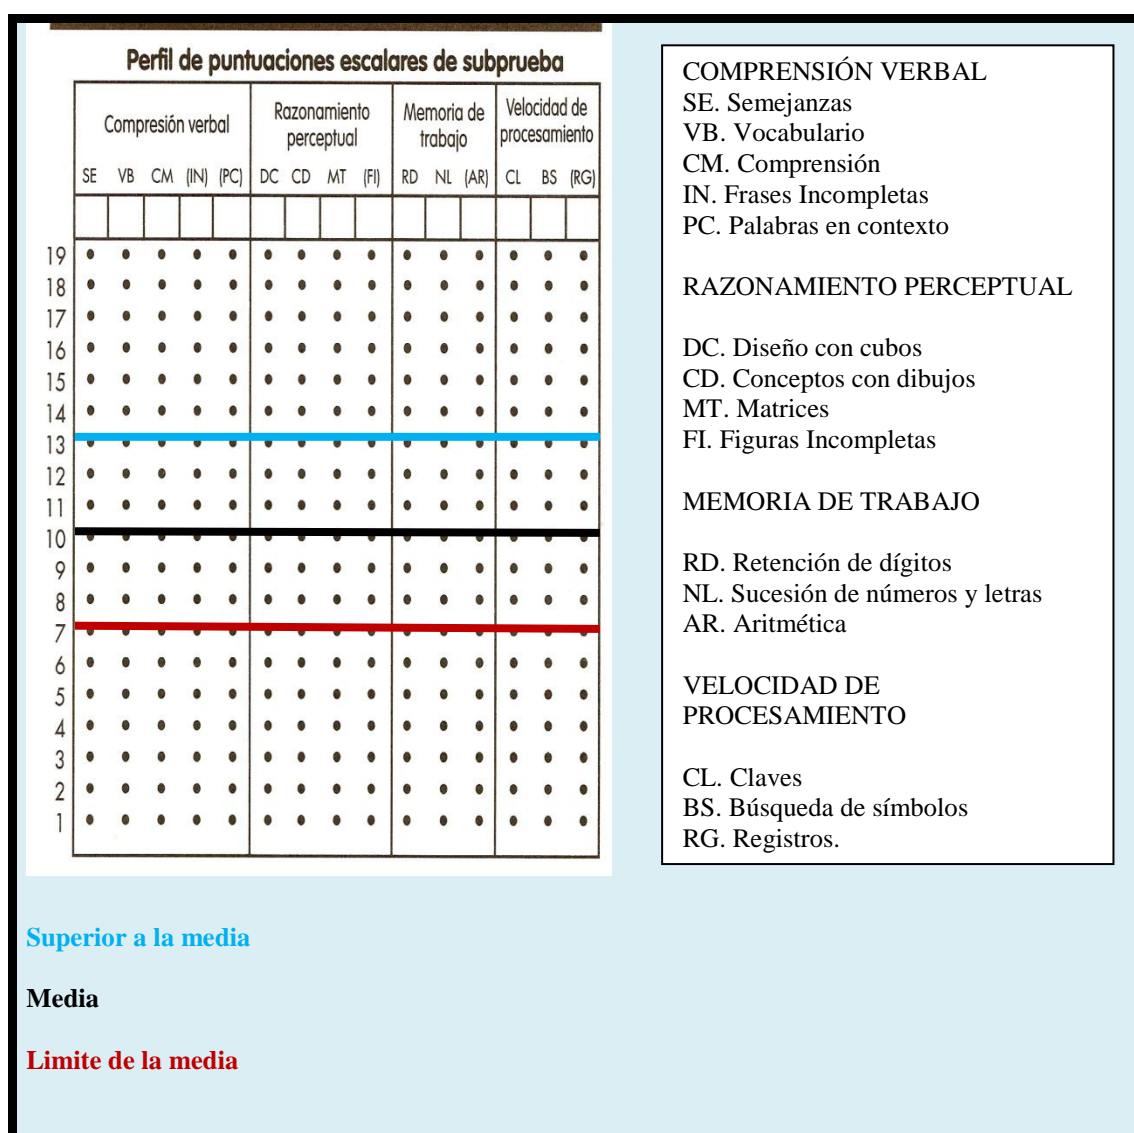 Perfil de puntuaciones escalares de subprueba
Compresión verbal
Razonamiento perceptual
Memoria de trabajo
Velocidad de procesamiento
SE VB CM (IN) (PC) DC CD MT (FI) RD NL (AR) CL BS (RG)
19
18
17
16
15
14
13
12
11
10
9
8
7
6
5
4
3
2
1
COMPRENSIÓN VERBAL
SE. Semejanzas
VB. Vocabulario
CM. Comprensión
IN. Frases Incompletas
PC. Palabras en contexto
RAZONAMIENTO PERCEPTUAL
DC. Diseño con cubos
CD. Conceptos con dibujos
MT. Matrices
FI. Figuras Incompletas
MEMORIA DE TRABAJO
RD. Retención de dígitos
NL. Sucesión de números y letras
AR. Aritmética
VELOCIDAD DE
PROCESAMIENTO
CL. Claves
BS. Búsqueda de símbolos
RG. Registros.
Superior a la media
Media
Limite de la media